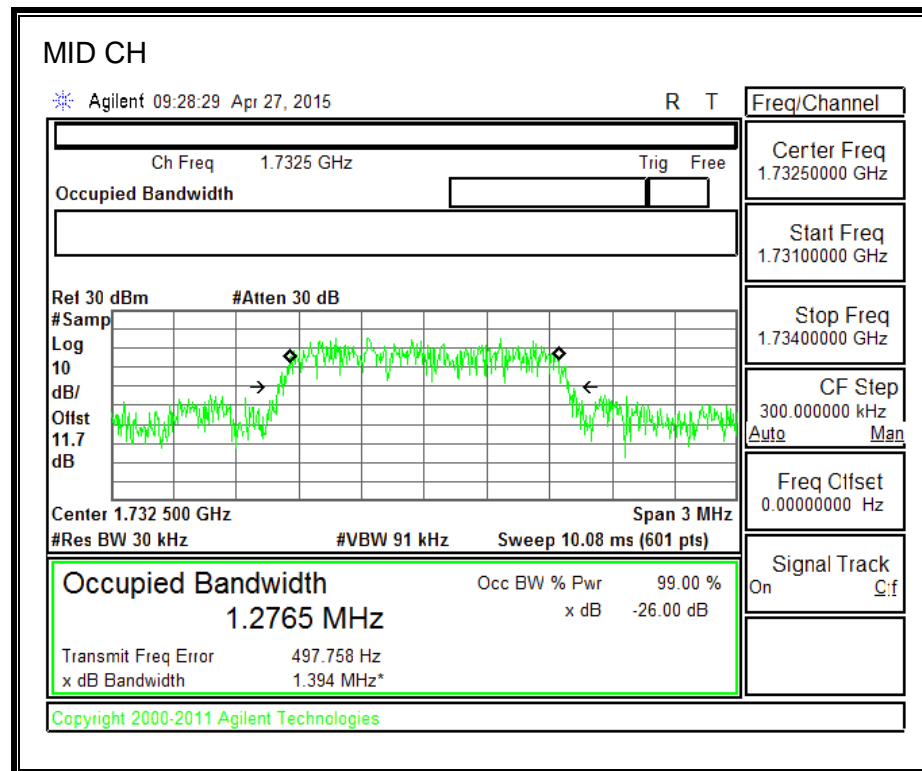 MID CH
Agilent 09:28:29 Apr 27, 2015 R T
Freq/Channel
Ch Freq 1.7325 GHz Trig Free
Occupied Bandwidth
Center Freq
1.73250000 GHz
Start Freq
1.73100000 GHz
Stop Freq
1.73400000 GHz
CF Step
300.000000 kHz
Auto Man
Freq Offset
0.00000000 Hz
Signal Track
On Off
Ref 30 dBm #Atten 30 dB
#Samp
Log
10
dB/
Offst
11.7
dB
Center 1.732 500 GHz Span 3 MHz
#Res BW 30 kHz #VBW 91 kHz Sweep 10.08 ms (601 pts)
Occupied Bandwidth
1.2765 MHz
Occ BW % Pwr 99.00 %
x dB -26.00 dB
Transmit Freq Error 497.758 Hz
x dB Bandwidth 1.394 MHz*
Copyright 2000-2011 Agilent Technologies